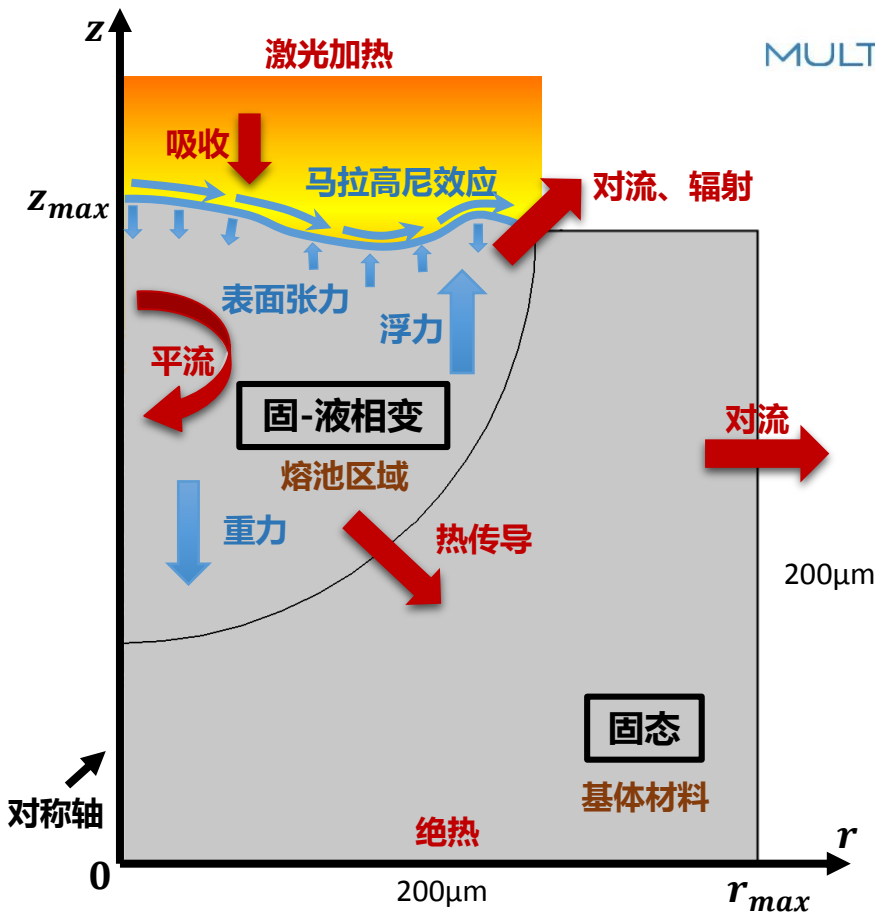 z
MULT
激光加热
吸收
马拉高尼效应
对流、辐射
z_max
表面张力
浮力
平流
固-液相变
对流
熔池区域
重力
热传导
200μm
固态
基体材料
对称轴
绝热
r
0
200μm
r_max